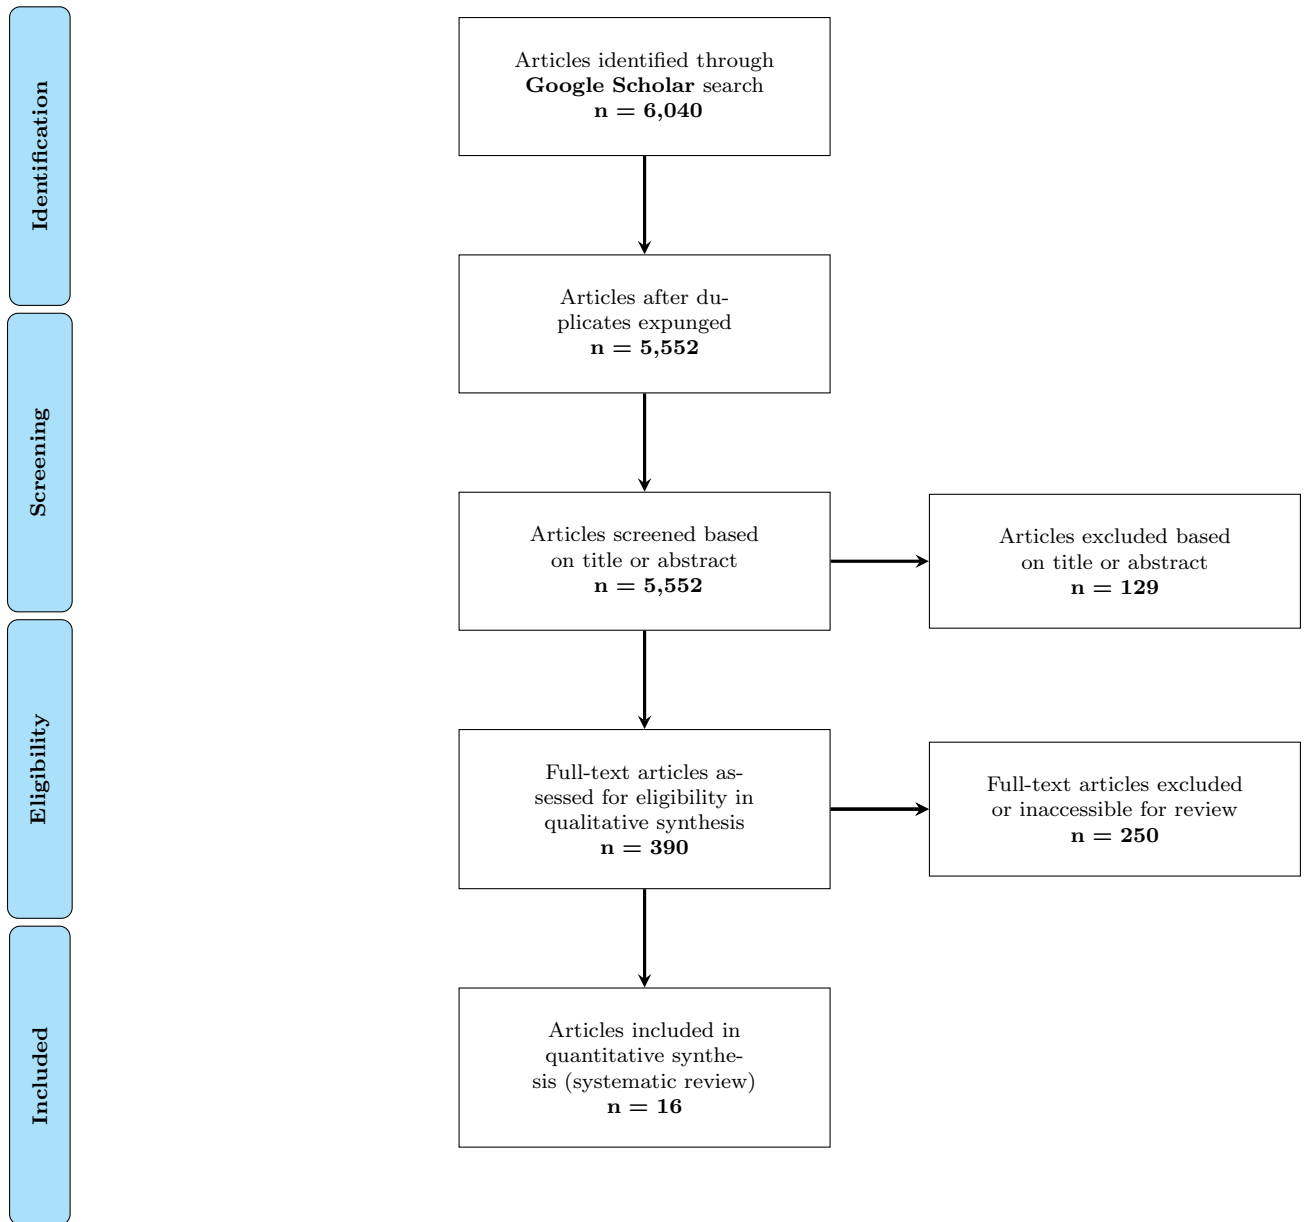 Identification
Articles identified through
Google Scholar search
n = 6,040
Articles after du-
plicates expunged
n = 5,552
Screening
Articles screened based
on title or abstract
n = 5,552
Articles excluded based
on title or abstract
n = 129
Eligibility
Full-text articles as-
sessed for eligibility in
qualitative synthesis
n = 390
Full-text articles excluded
or inaccessible for review
n = 250
Included
Articles included in
quantitative synthe-
sis (systematic review)
n = 16